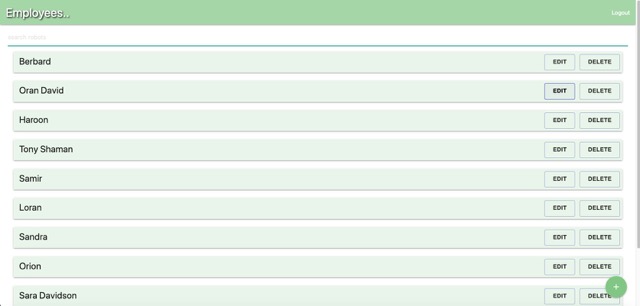 Employees..
Logout
search robots
Berbard EDIT DELETE
Oran David EDIT DELETE
Haroon EDIT DELETE
Tony Shaman EDIT DELETE
Samir EDIT DELETE
Loran EDIT DELETE
Sandra EDIT DELETE
Orion EDIT DELETE
+
Sara Davidson EDIT DELETE